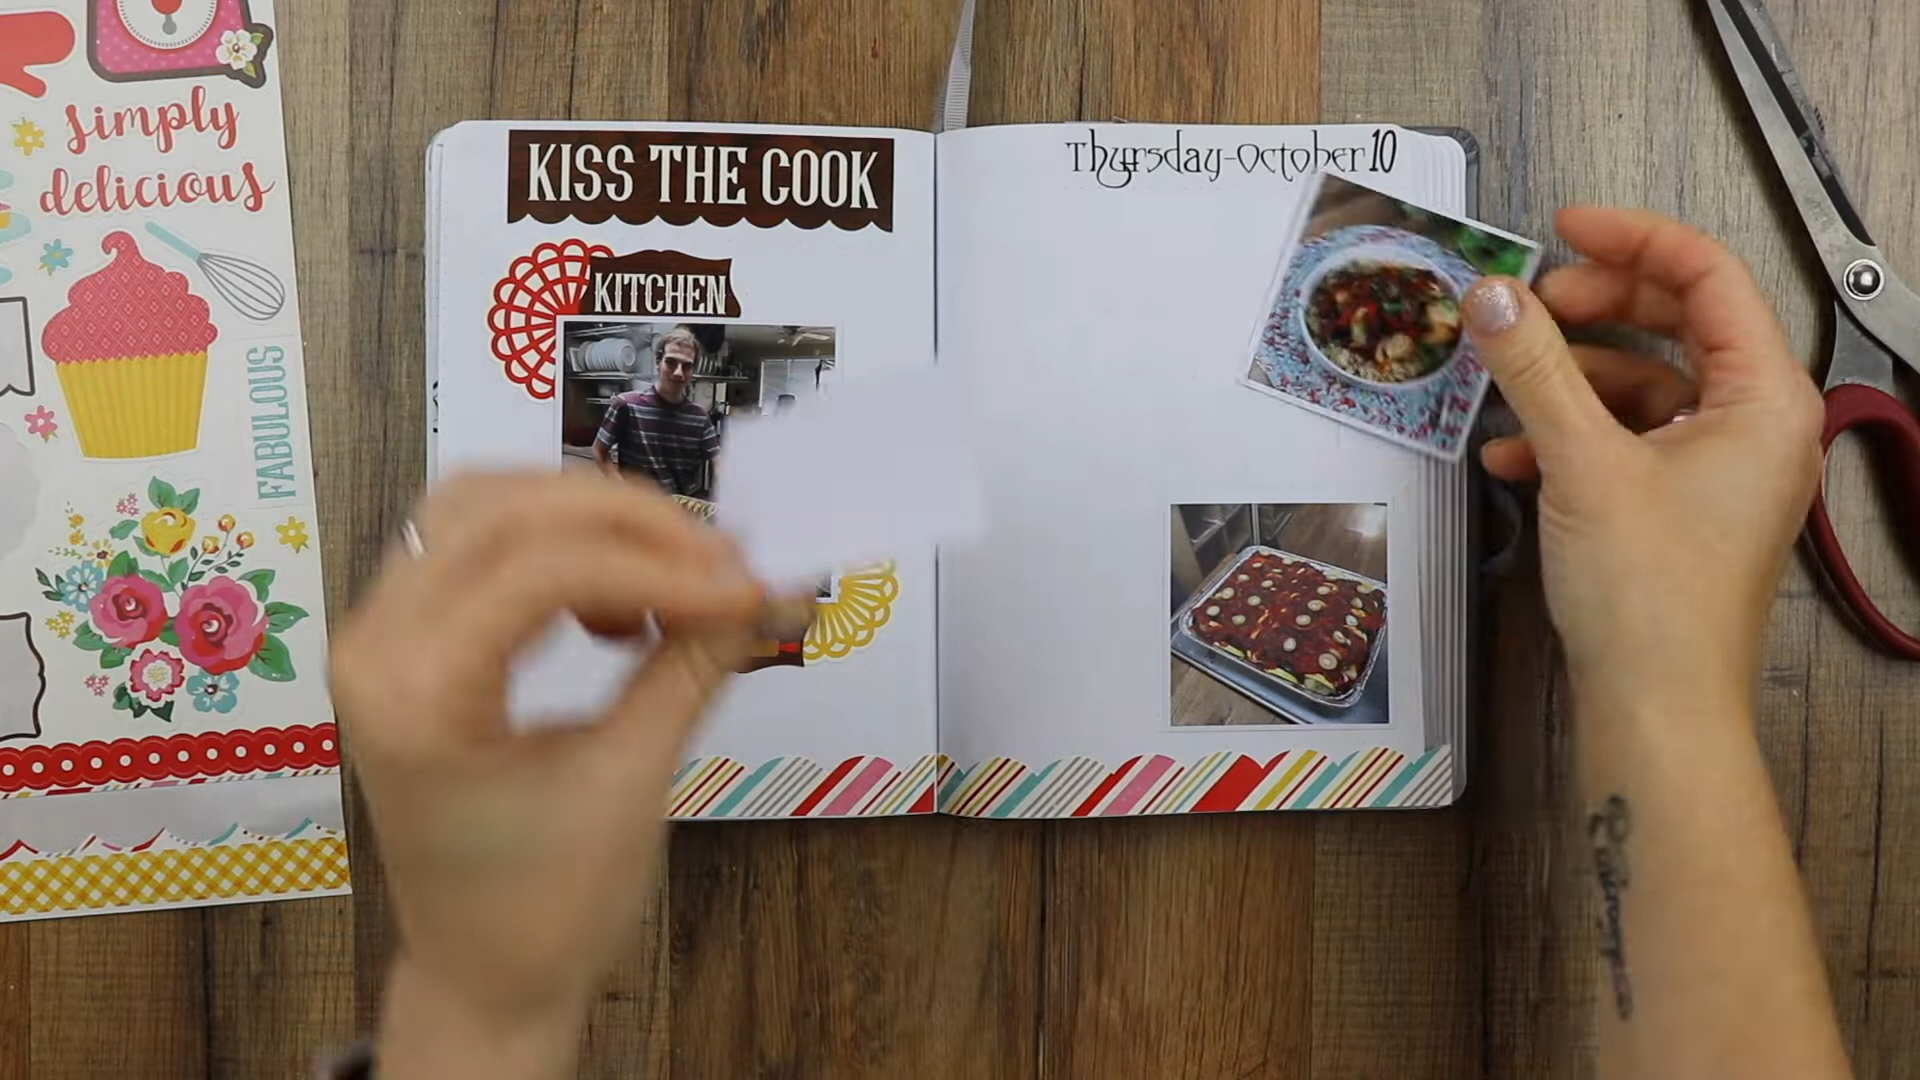 simply
delicious
FABULOUS
KISS THE COOK
KITCHEN
Thursday-October 10